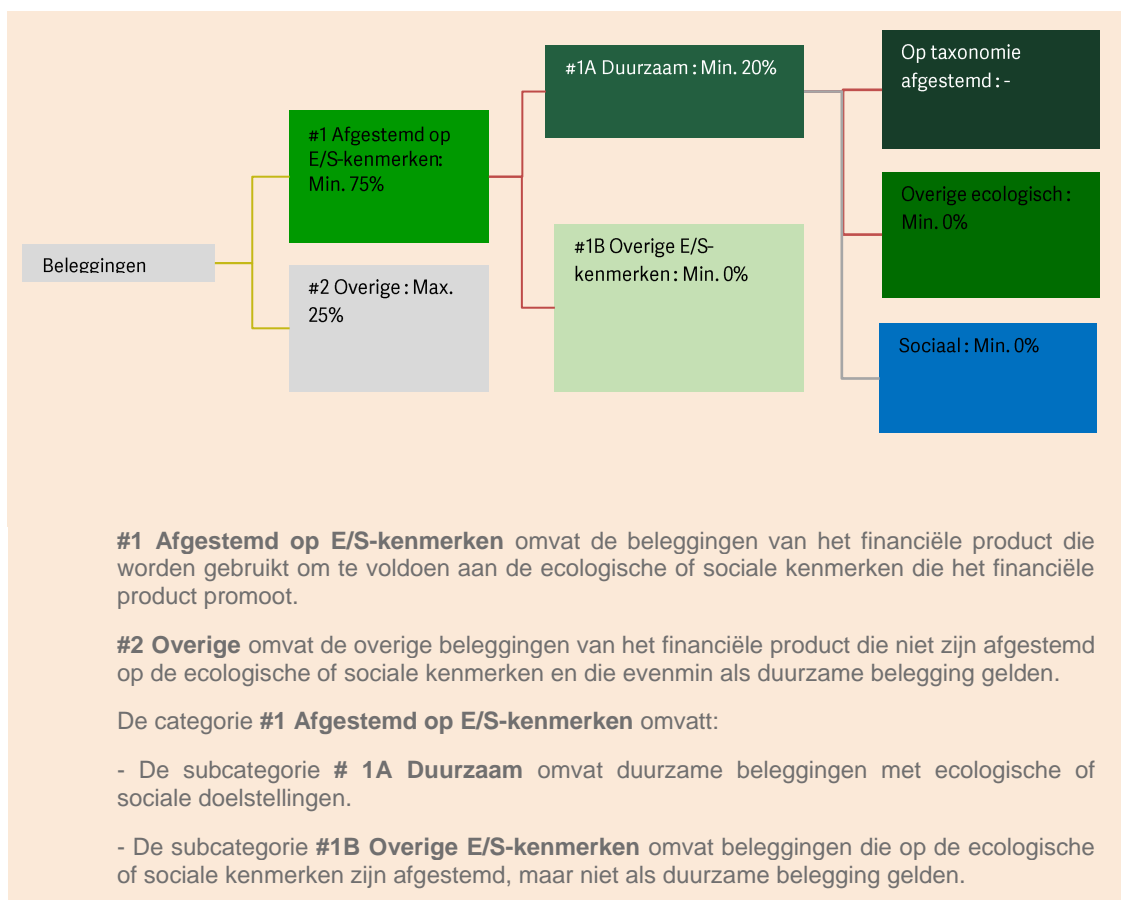 Beleggingen
#1 Afgestemd op
E/S-kenmerken:
Min. 75%
#2 Overige : Max.
25%
#1A Duurzaam : Min. 20%
#1B Overige E/S-
kenmerken : Min. 0%
Op taxonomie
afgestemd : -
Overige ecologisch :
Min. 0%
Sociaal : Min. 0%
#1 Afgestemd op E/S-kenmerken omvat de beleggingen van het financiële product die
worden gebruikt om te voldoen aan de ecologische of sociale kenmerken die het financiële
product promoot.
#2 Overige omvat de overige beleggingen van het financiële product die niet zijn afgestemd
op de ecologische of sociale kenmerken en die evenmin als duurzame belegging gelden.
De categorie #1 Afgestemd op E/S-kenmerken omvatt:
- De subcategorie # 1A Duurzaam omvat duurzame beleggingen met ecologische of
sociale doelstellingen.
- De subcategorie #1B Overige E/S-kenmerken omvat beleggingen die op de ecologische
of sociale kenmerken zijn afgestemd, maar niet als duurzame belegging gelden.